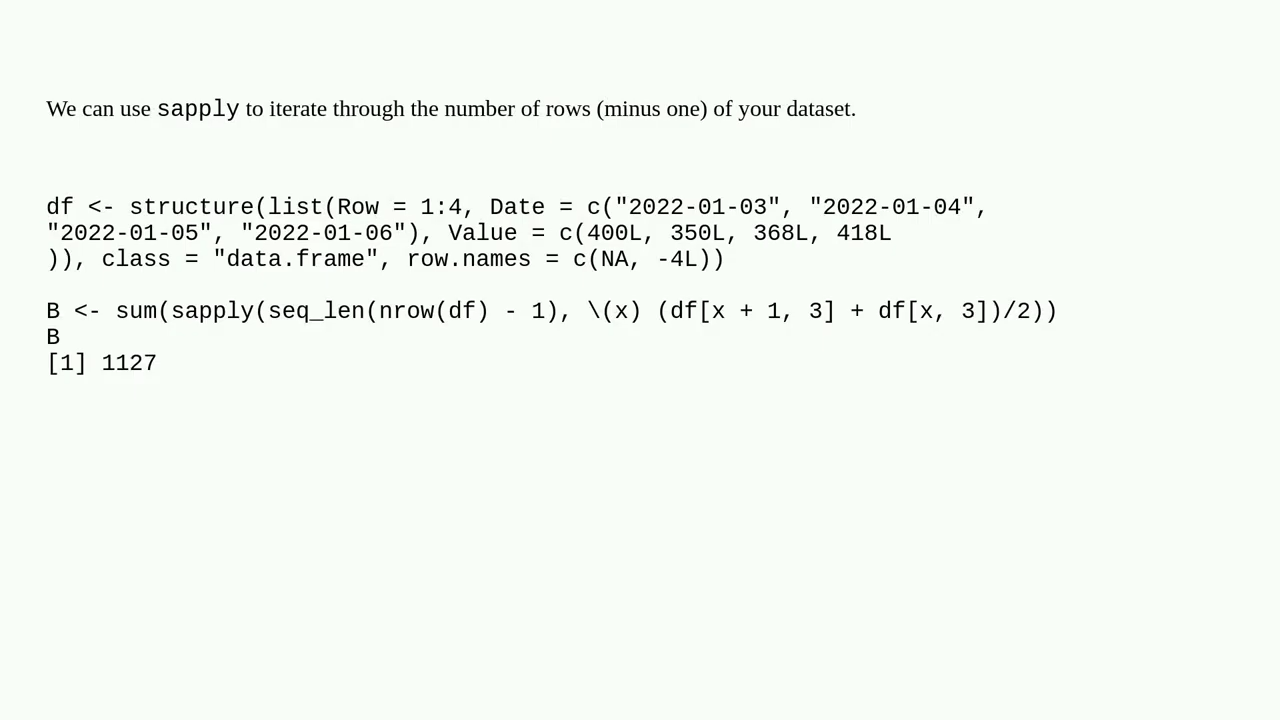 We can use sapply to iterate through the number of rows (minus one) of your dataset.
df <- structure(list(Row = 1:4, Date = c("2022-01-03", "2022-01-04",
"2022-01-05", "2022-01-06"), Value = c(400L, 350L, 368L, 418L
)), class = "data.frame", row.names = c(NA, -4L))
B <- sum(sapply(seq_len(nrow(df) - 1), \(x) (df[x + 1, 3] + df[x, 3])/2))
B
[1] 1127